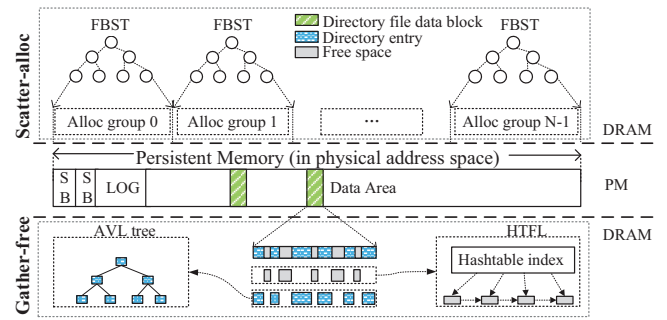 FBST FBST FBST
Directory file data block
Directory entry
Free space
Scatter-alloc
Alloc group 0 Alloc group 1 ... Alloc group N-1
DRAM
Persistent Memory (in physical address space)
SB SB LOG Data Area PM
DRAM
Gather-free
AVL tree HTFL
Hashtable index